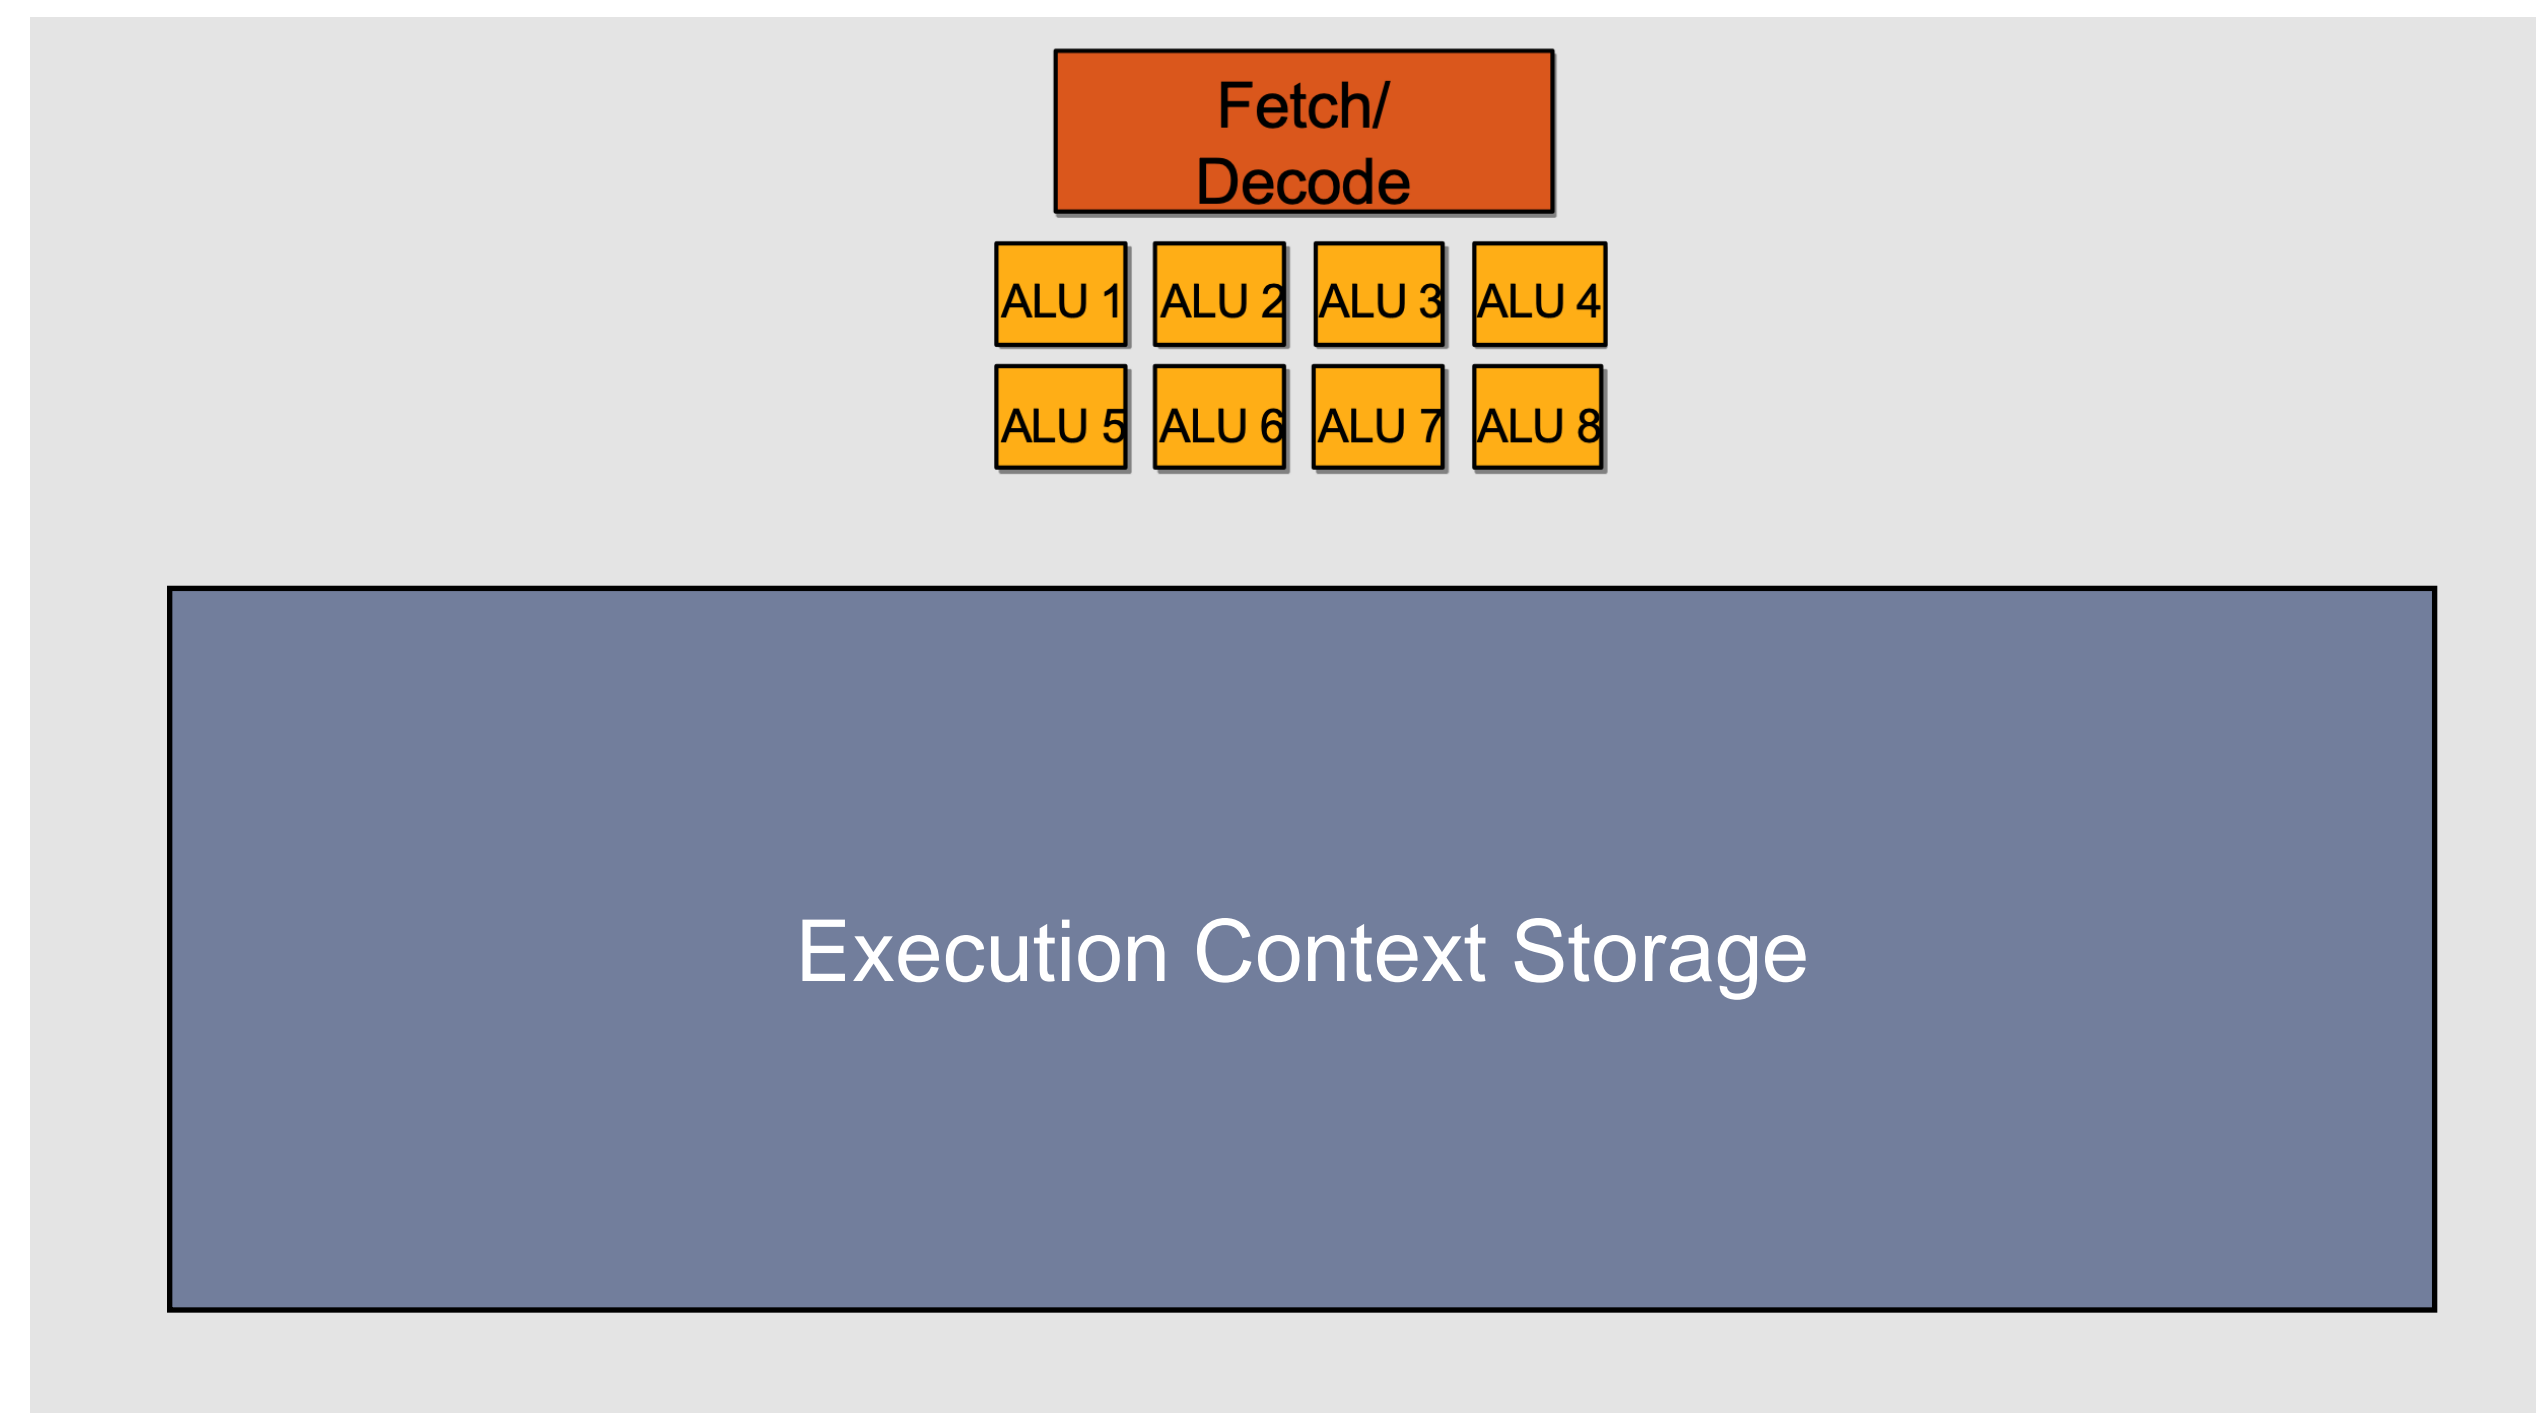 Fetch/
Decode
ALU 1 ALU 2 ALU 3 ALU 4
ALU 5 ALU 6 ALU 7 ALU 8
Execution Context Storage